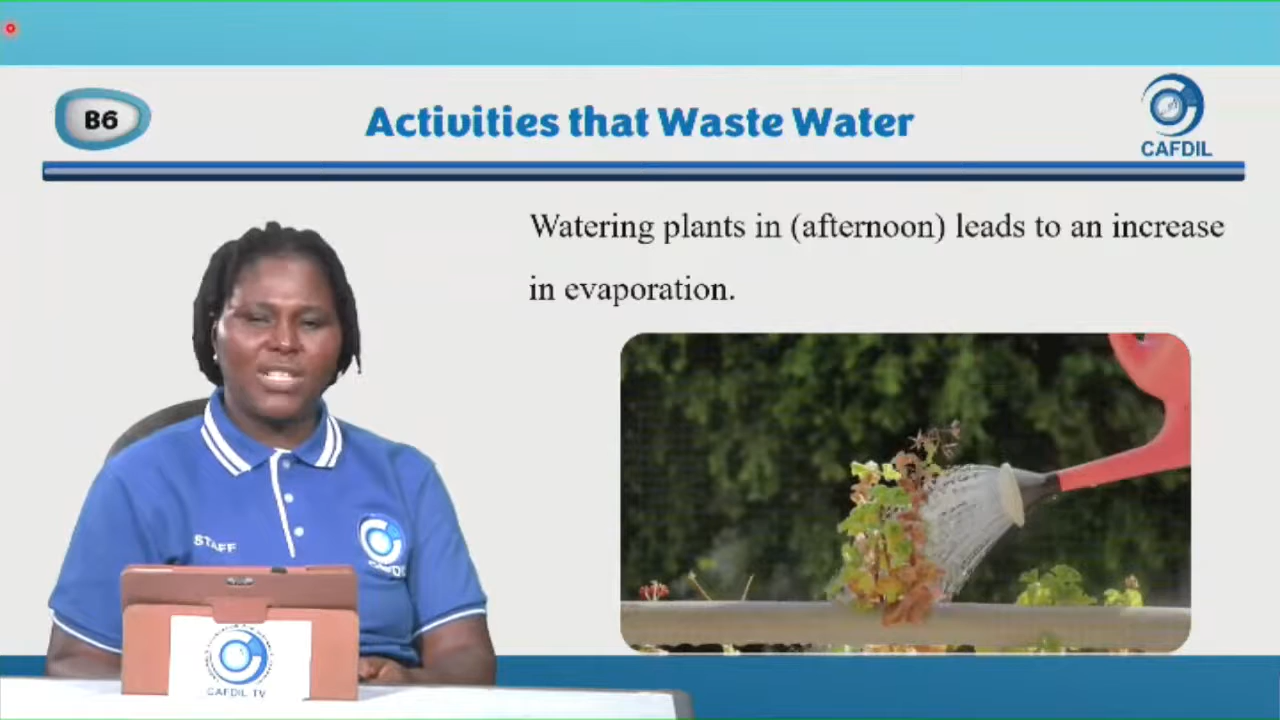 B6
Activities that Waste Water
CAFDIL
Watering plants in (afternoon) leads to an increase
in evaporation.
STAFF
CAFDIL TV